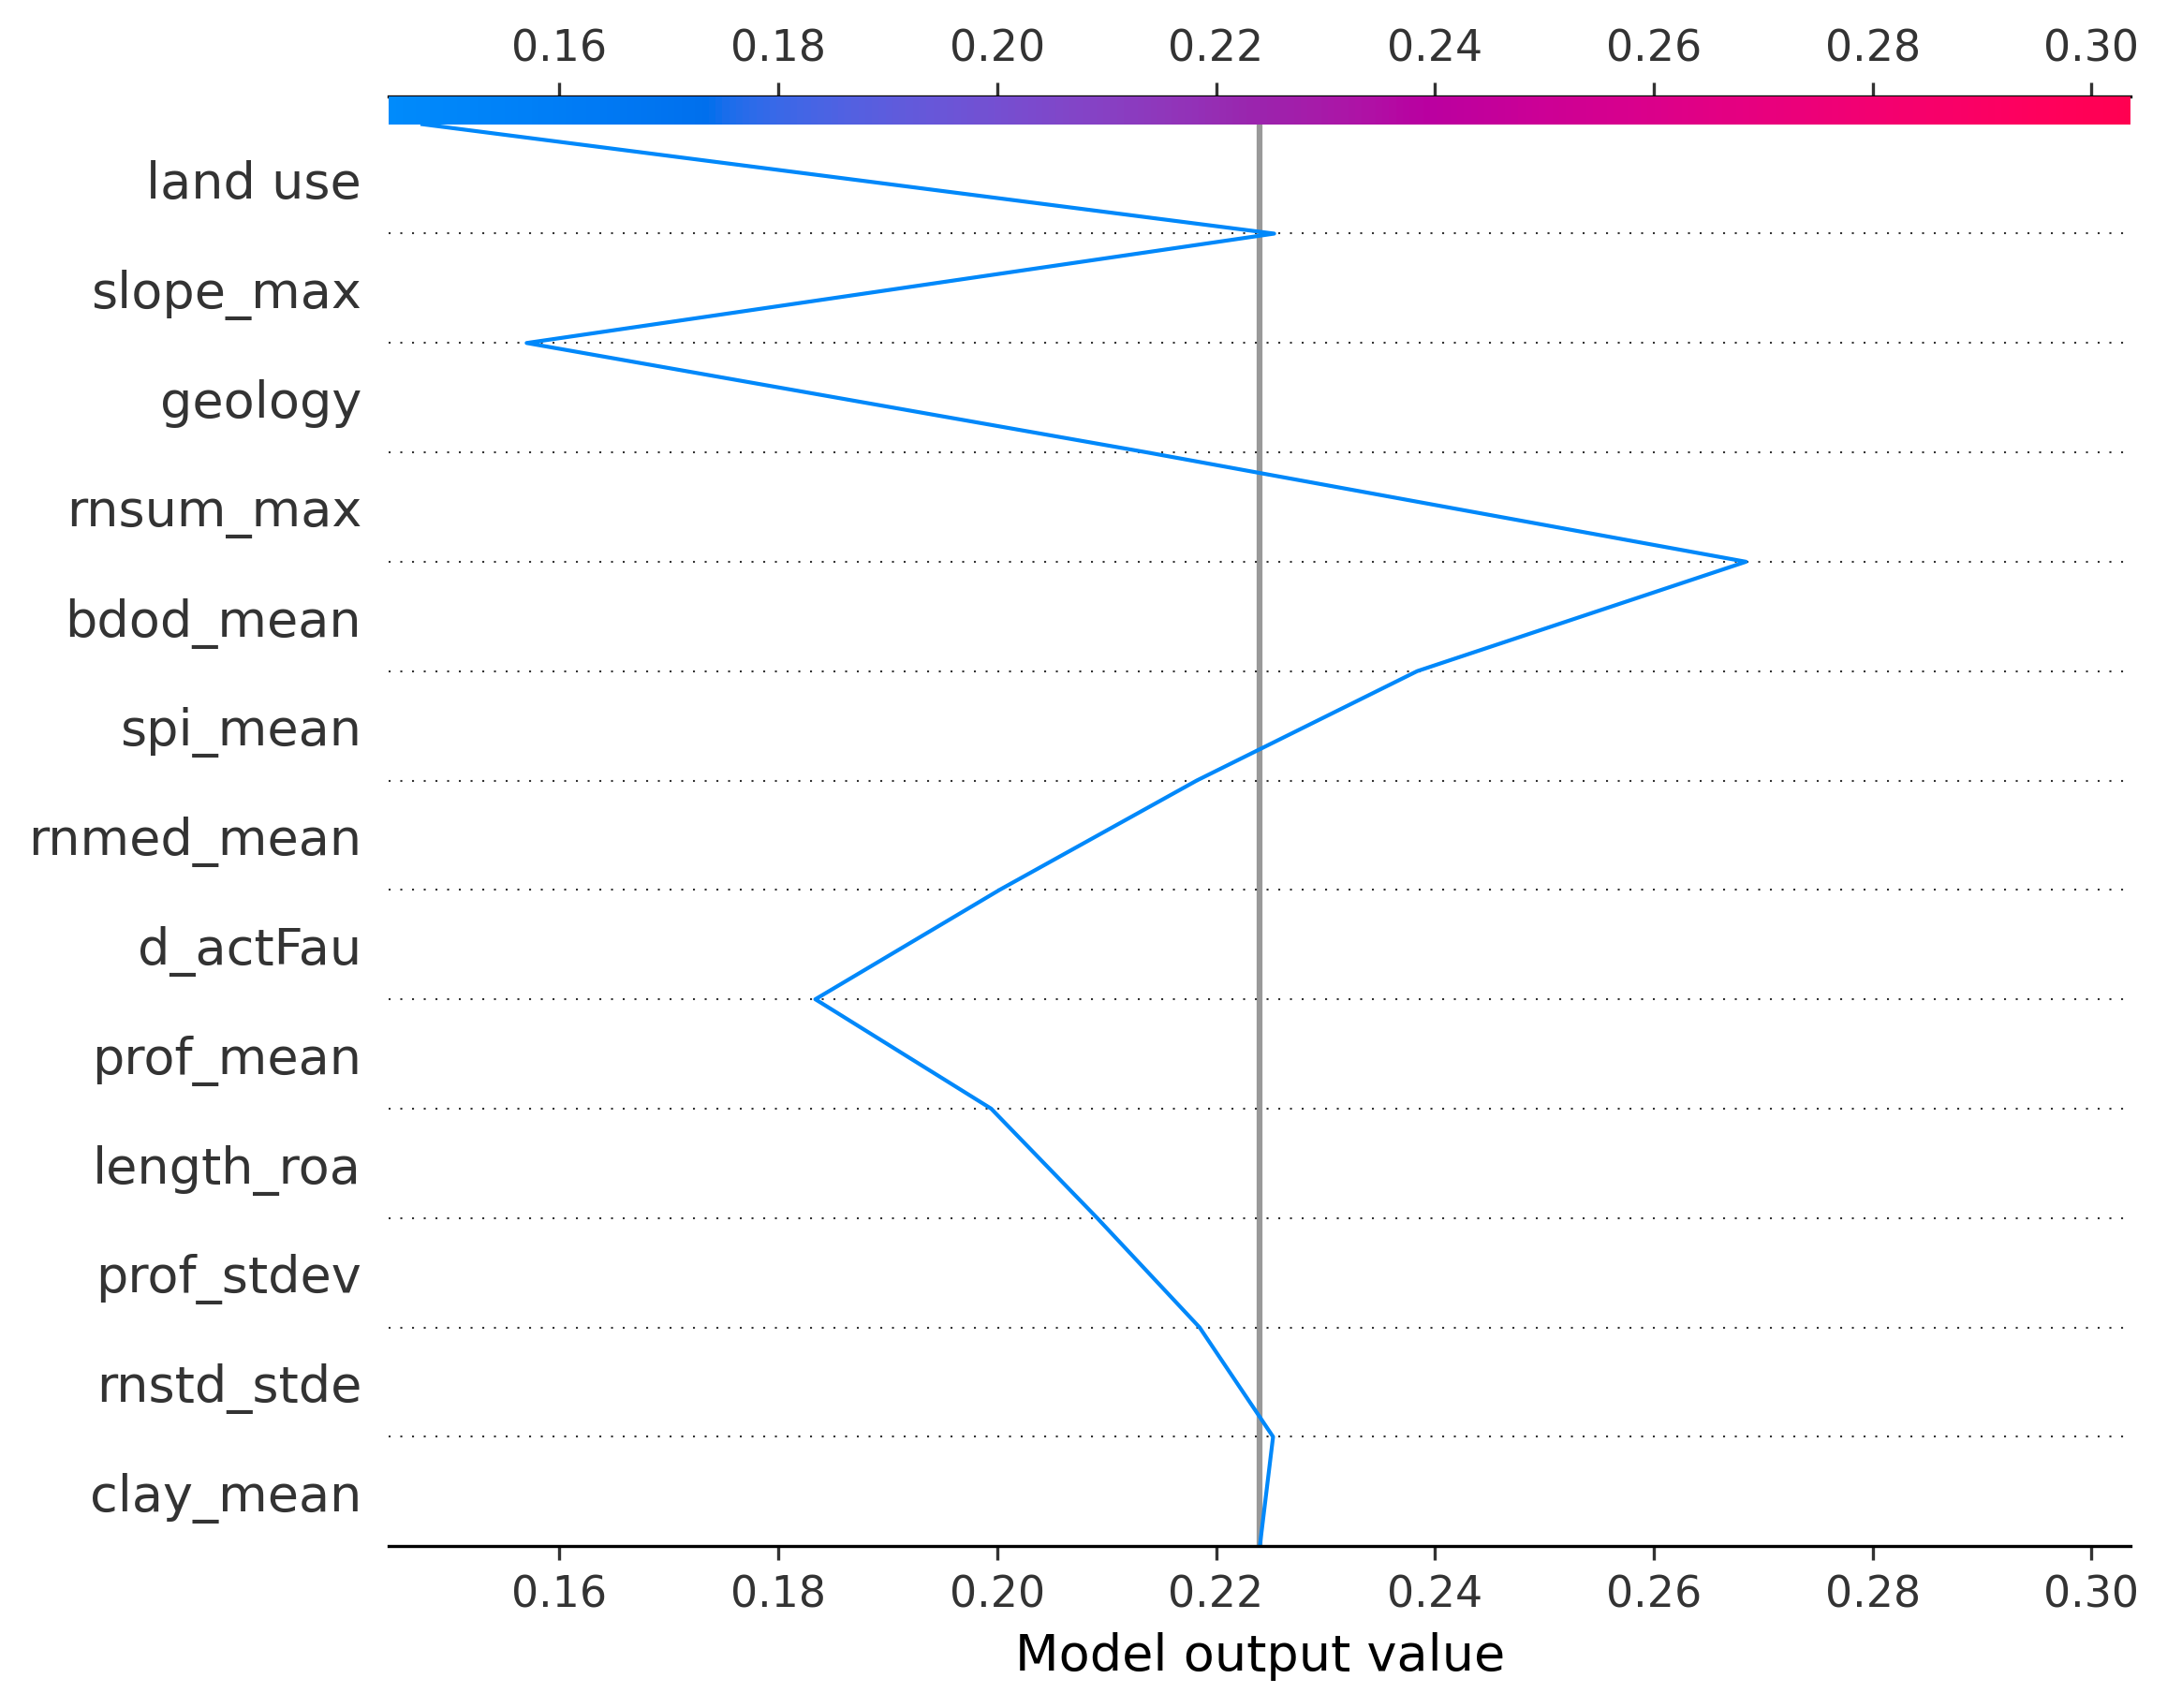 0.16 0.18 0.20 0.22 0.24 0.26 0.28 0.30
land use
slope_max
geology
rnsum_max
bdod_mean
spi_mean
rnmed_mean
d_actFau
prof_mean
length_roa
prof_stdev
rnstd_stde
clay_mean
0.16 0.18 0.20 0.22 0.24 0.26 0.28 0.30
Model output value